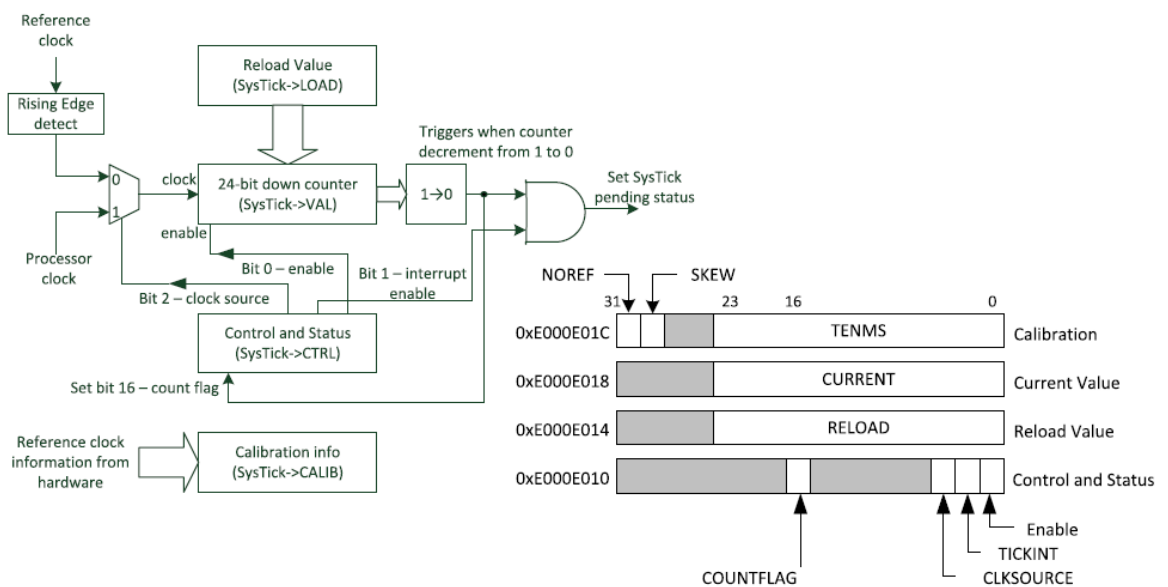 Reference
clock
Rising Edge
detect
Reload Value
(SysTick->LOAD)
Triggers when counter
decrement from 1 to 0
0
1
clock
24-bit down counter
(SysTick->VAL)
1→0
Set SysTick
pending status
enable
Processor
clock
Bit 0 – enable
Bit 1 – interrupt
enable
Bit 2 – clock source
Control and Status
(SysTick->CTRL)
Set bit 16 – count flag
Reference clock
information from
hardware
Calibration info
(SysTick->CALIB)
NOREF
SKEW
31
23
16
0
0xE000E01C
TENMS
Calibration
0xE000E018
CURRENT
Current Value
0xE000E014
RELOAD
Reload Value
0xE000E010
Control and Status
Enable
TICKINT
COUNTFLAG
CLKSOURCE